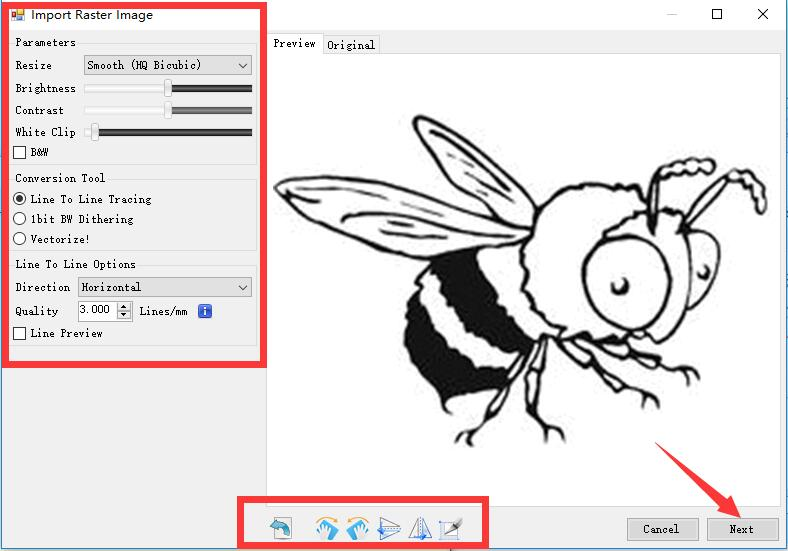 Import Raster Image
Parameters
Resize Smooth (HQ Bicubic)
Brightness
Contrast
White Clip
B&W
Conversion Tool
Line To Line Tracing
1bit BW Dithering
Vectorize!
Line To Line Options
Direction Horizontal
Quality 3.000 Lines/mm
Line Preview
Preview Original
Cancel Next